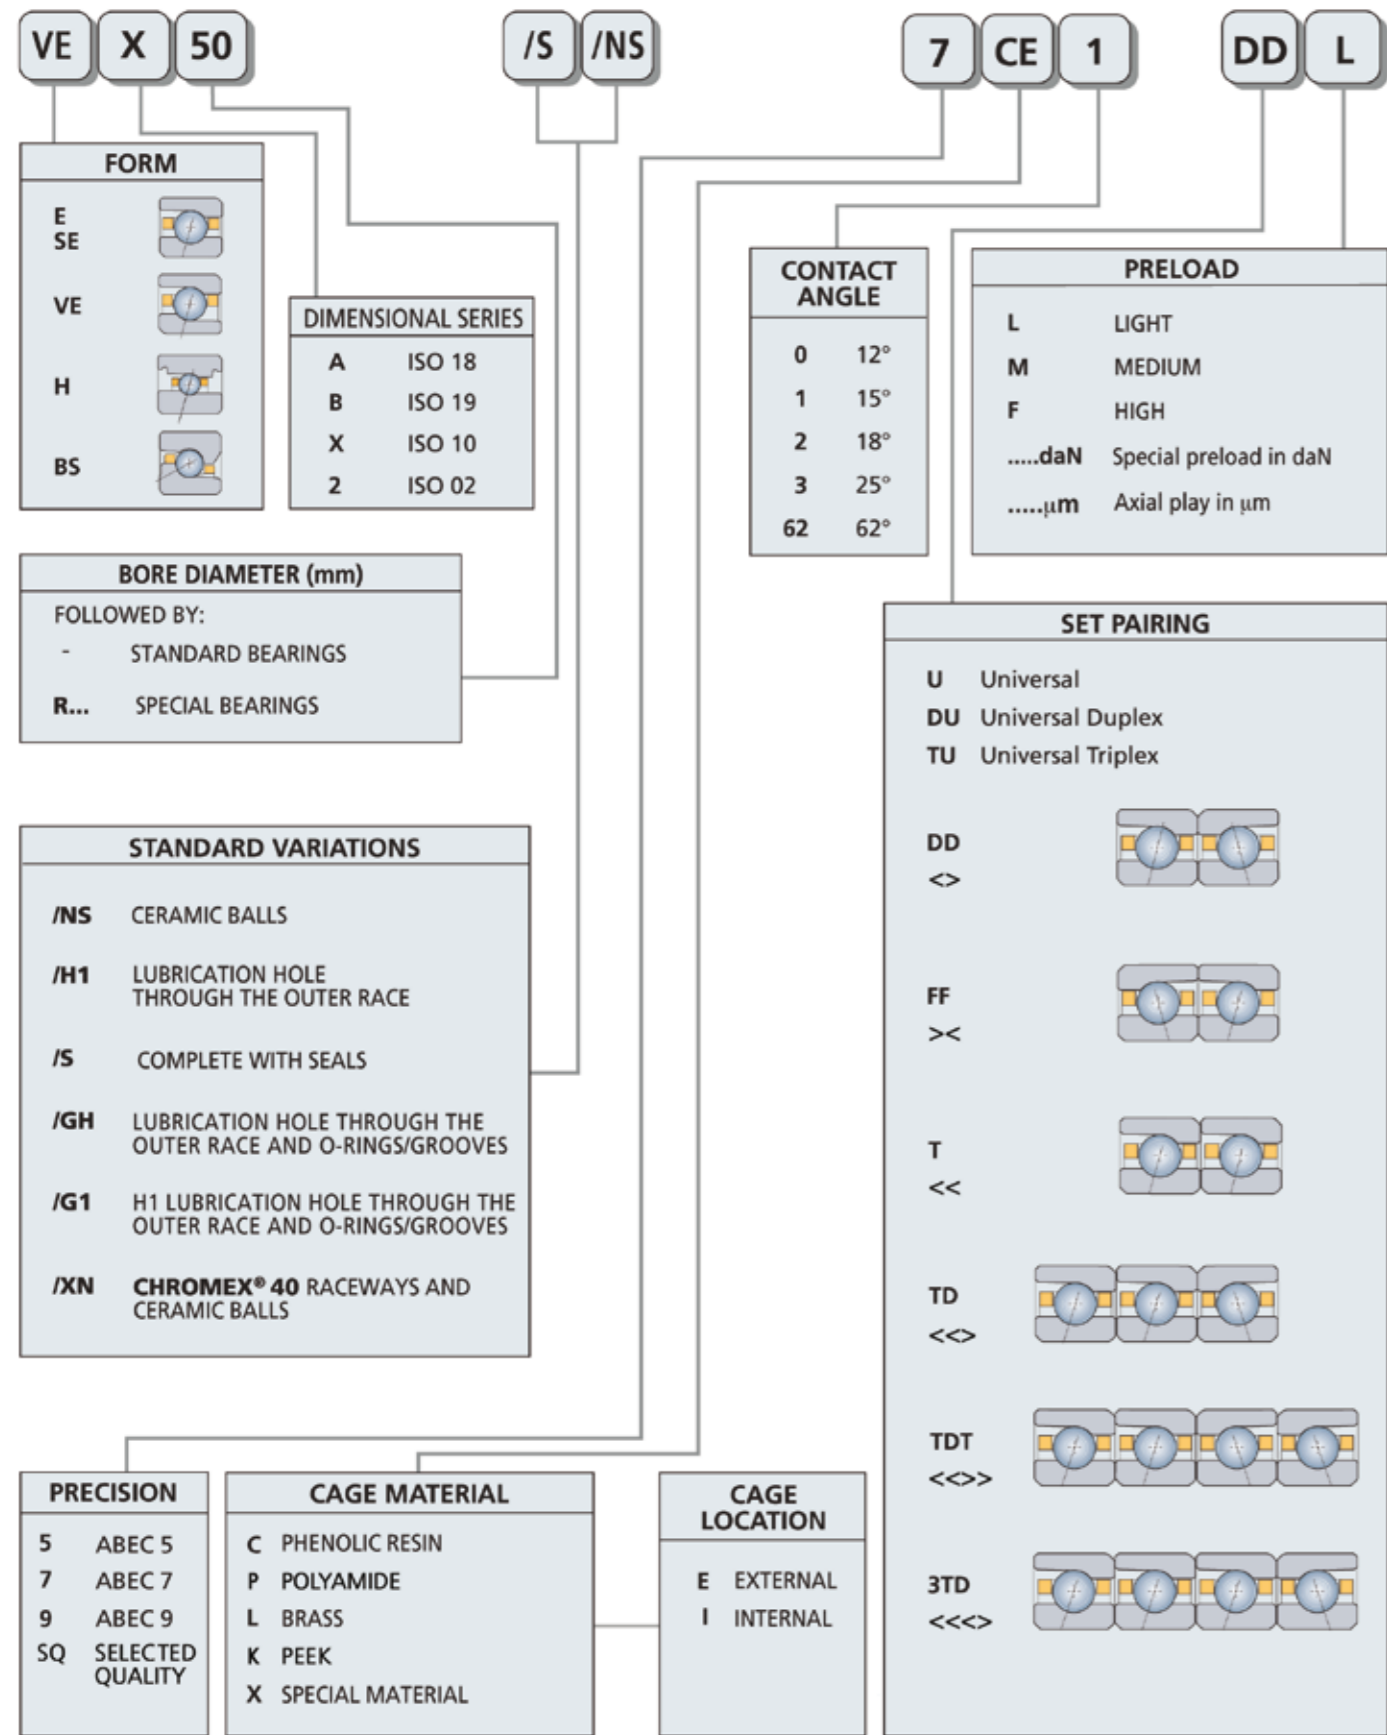 VE X 50 /S /NS 7 CE 1 DD L
FORM
E
SE
VE
H
BS
DIMENSIONAL SERIES
A ISO 18
B ISO 19
X ISO 10
2 ISO 02
CONTACT
ANGLE
0 12°
1 15°
2 18°
3 25°
62 62°
PRELOAD
L LIGHT
M MEDIUM
F HIGH
.....daN Special preload in daN
.....µm Axial play in µm
BORE DIAMETER (mm)
FOLLOWED BY:
- STANDARD BEARINGS
R... SPECIAL BEARINGS
STANDARD VARIATIONS
/NS CERAMIC BALLS
/H1 LUBRICATION HOLE
THROUGH THE OUTER RACE
/S COMPLETE WITH SEALS
/GH LUBRICATION HOLE THROUGH THE
OUTER RACE AND O-RINGS/GROOVES
/G1 H1 LUBRICATION HOLE THROUGH THE
OUTER RACE AND O-RINGS/GROOVES
/XN CHROMEX® 40 RACEWAYS AND
CERAMIC BALLS
SET PAIRING
U Universal
DU Universal Duplex
TU Universal Triplex
DD
<>
FF
><
T
<<
TD
<<>
TDT
<<>>
3TD
<<<>
PRECISION
5 ABEC 5
7 ABEC 7
9 ABEC 9
SQ SELECTED
QUALITY
CAGE MATERIAL
C PHENOLIC RESIN
P POLYAMIDE
L BRASS
K PEEK
X SPECIAL MATERIAL
CAGE
LOCATION
E EXTERNAL
I INTERNAL